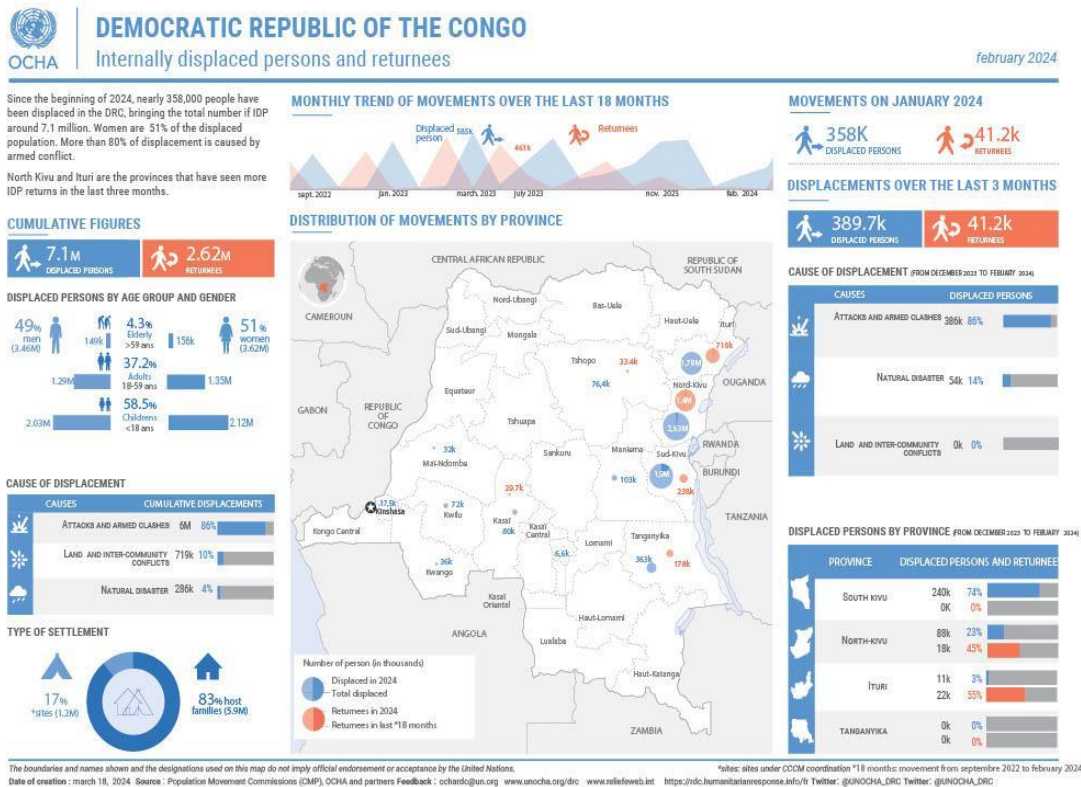 OCHA
DEMOCRATIC REPUBLIC OF THE CONGO
Internally displaced persons and returnees
february 2024
Since the beginning of 2024, nearly 358,000 people have
been displaced in the DRC, bringing the total number if IDP
around 7.1 million. Women are 51% of the displaced
population. More than 80% of displacement is caused by
armed conflict.
North Kivu and Ituri are the provinces that have seen more
IDP returns in the last three months.
CUMULATIVE FIGURES
7.1M
DISPLACED PERSONS
2.62M
RETURNEES
DISPLACED PERSONS BY AGE GROUP AND GENDER
49%
men
(3.46M)
4.3%
Elderly
>59 ans
149k
156k
51%
women
(3.62M)
37.2%
Adults
18-59 ans
1.29M
1.35M
58.5%
Childrens
<18 ans
2.03M
2.12M
CAUSE OF DISPLACEMENT
CAUSES CUMULATIVE DISPLACEMENTS
ATTACKS AND ARMED CLASHES 6M 86%
LAND AND INTER-COMMUNITY
CONFLICTS
719k 10%
NATURAL DISASTER 286k 4%
TYPE OF SETTLEMENT
17%
*sites (1.2M)
83% host
families (5.9M)
MONTHLY TREND OF MOVEMENTS OVER THE LAST 18 MONTHS
Displaced
person
585k
461k
Returnees
sept. 2022
Jan. 2023
march. 2023
July 2023
nov. 2023
feb. 2024
DISTRIBUTION OF MOVEMENTS BY PROVINCE
CENTRAL AFRICAN REPUBLIC
REPUBLIC OF
SOUTH SUDAN
CAMEROUN
Nord-Ubangi
Bas-Uele
Haut-Uele
Ituri
Sud-Ubangi
Mongala
710k
Tshopo
33.4k
1,70M
76,4k
Nord-Kivu
OUGANDA
Equateur
1,4M
GABON
REPUBLIC
OF
CONGO
Tshuapa
2,63M
RWANDA
32k
Maï-Ndombe
Sankuru
Maniema
Sud-Kivu
BURUNDI
1,5M
103k
238k
29.7k
17,5k
Kinshasa
72k
Kwilu
TANZANIA
Kongo Central
Kasaï
80k
Kasaï
Central
Lomami
Tanganyika
6,6k
363k
178k
36k
Kwango
Kasaï
Oriental
ANGOLA
Haut-Lomami
Lualaba
Haut-Katanga
ZAMBIA
Number of person (in thousands)
Displaced in 2024
Total displaced
Returnees in 2024
Returnees in last *18 months
MOVEMENTS ON JANUARY 2024
358K
DISPLACED PERSONS
41.2k
RETURNEES
DISPLACEMENTS OVER THE LAST 3 MONTHS
389.7k
DISPLACED PERSONS
41.2k
RETURNEES
CAUSE OF DISPLACEMENT (FROM DECEMBER 2023 TO FEBUARY 2024)
CAUSES DISPLACED PERSONS
ATTACKS AND ARMED CLASHES 386k 86%
NATURAL DISASTER 54k 14%
LAND AND INTER-COMMUNITY
CONFLICTS
0k 0%
DISPLACED PERSONS BY PROVINCE (FROM DECEMBER 2023 TO FEBUARY 2024)
PROVINCE DISPLACED PERSONS AND RETURNEE
SOUTH KIVU
240k 74%
0K 0%
NORTH-KIVU
88k 23%
18k 45%
ITURI
11k 3%
22k 55%
TANGANYIKA
0k 0%
0k 0%
The boundaries and names shown and the designations used on this map do not imply official endorsement or acceptance by the United Nations.
*sites: sites under CCCM coordination *18 months: movement from septembre 2022 to february 2024
Date of creation : march 18, 2024 Source : Population Movement Commissions (CMP), OCHA and partners Feedback : ochardc@un.org www.unocha.org/drc www.reliefeweb.int https://rdc.humanitarianresponse.info/fr Twitter: @UNOCHA_DRC Twitter: @UNOCHA_DRC